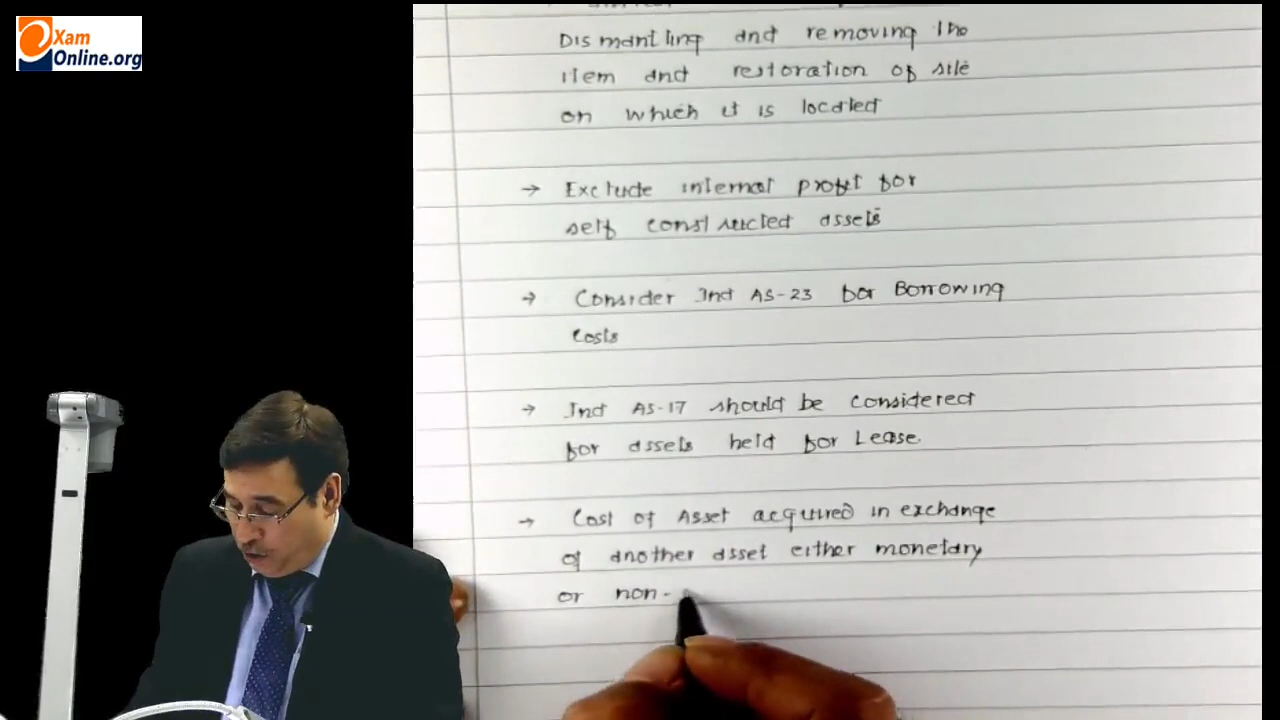 Xam
Online.org
Dismantling and removing the
item and restoration of site
on which it is located
→ Exclude internal profit for
self constructed assets
→ Consider Ind AS-23 for Borrowing
Costs
→ Ind AS-17 should be considered
for assets held for Lease.
→ Cost of Asset acquired in exchange
of another asset either monetary
or non-